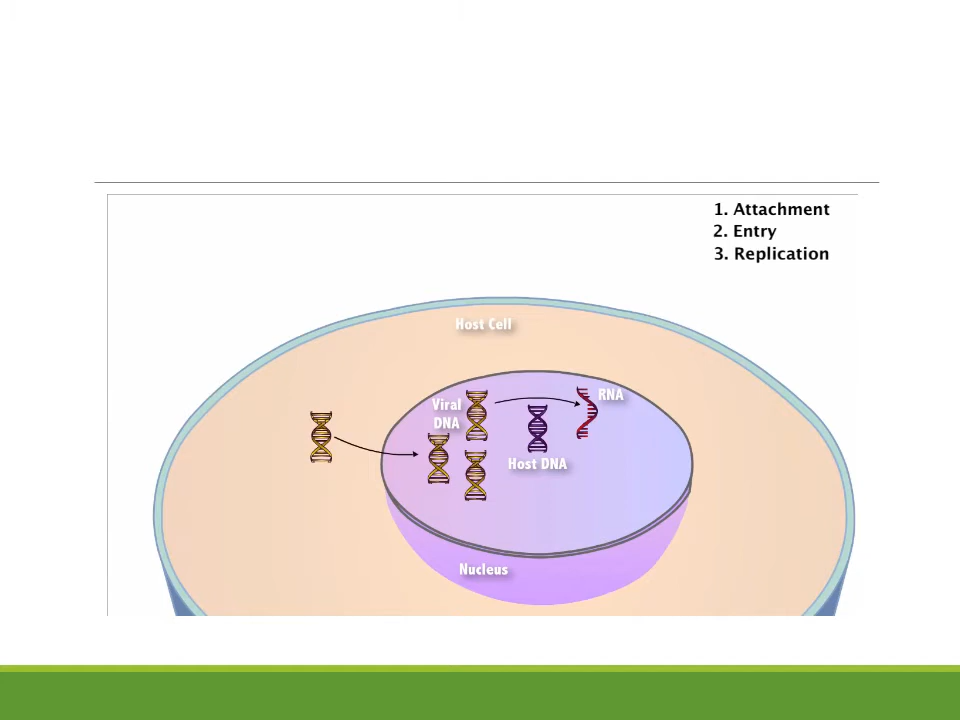 1. Attachment
2. Entry
3. Replication
Host Cell
RNA
Viral
DNA
Host DNA
Nucleus